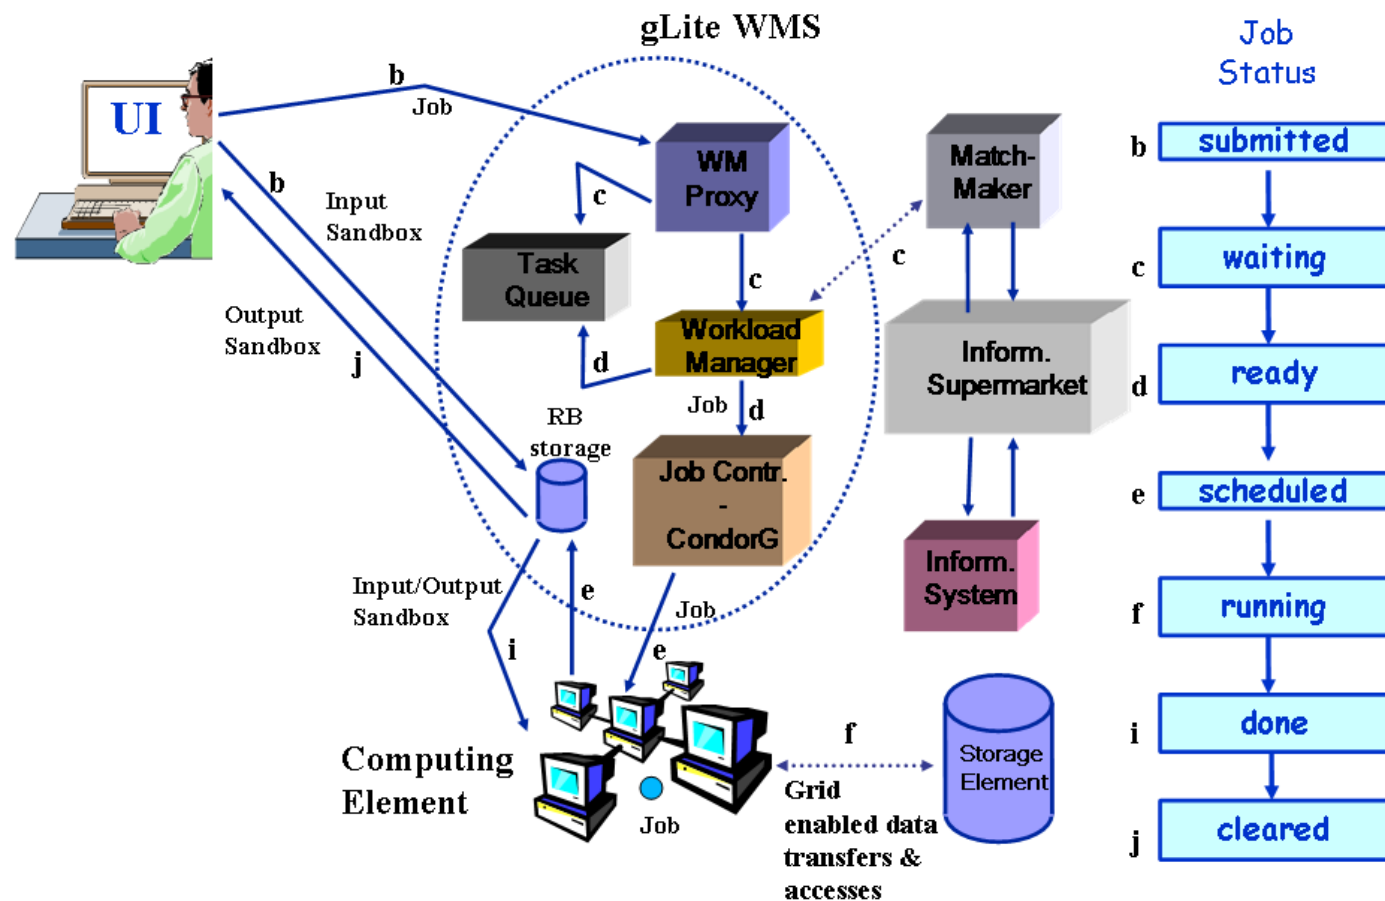 gLite WMS
Job
Status
UI
b
Job
WM
Proxy
Match-
Maker
b
submitted
b
c
Input
Sandbox
Task
Queue
c
c
c
waiting
Output
Sandbox
j
Workload
Manager
d
Inform.
Supermarket
d
ready
Job
d
RB
storage
Job Contr.
-
CondorG
e
scheduled
Inform.
System
Input/Output
Sandbox
e
Job
f
running
i
e
f
Storage
Element
i
done
Computing
Element
Job
Grid
enabled data
transfers &
accesses
j
cleared